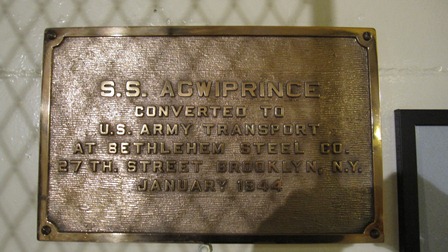 S.S. AGWIPRINCE
CONVERTED TO
U.S. ARMY TRANSPORT
AT BETHLEHEM STEEL CO.
27TH. STREET BROOKLYN, N.Y.
JANUARY 1944